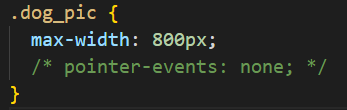 .dog_pic {
max-width: 800px;
/* pointer-events: none; */
}